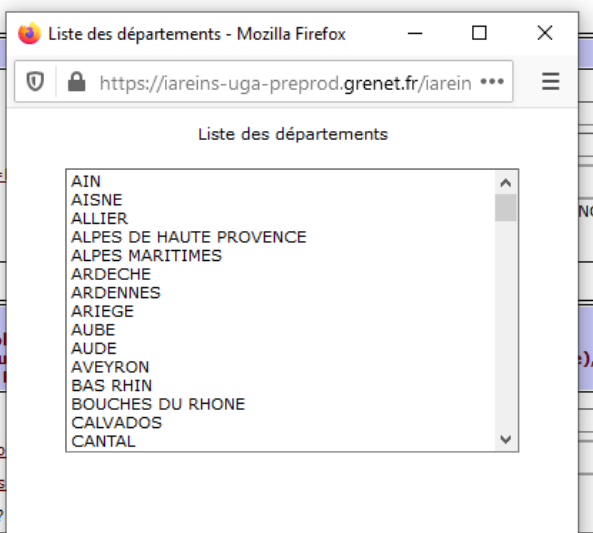 Liste des départements - Mozilla Firefox
https://iareins-uga-preprod.grenet.fr/iarein •••
Liste des départements
AIN
AISNE
ALLIER
ALPES DE HAUTE PROVENCE
ALPES MARITIMES
ARDECHE
ARDENNES
ARIEGE
AUBE
AUDE
AVEYRON
BAS RHIN
BOUCHES DU RHONE
CALVADOS
CANTAL